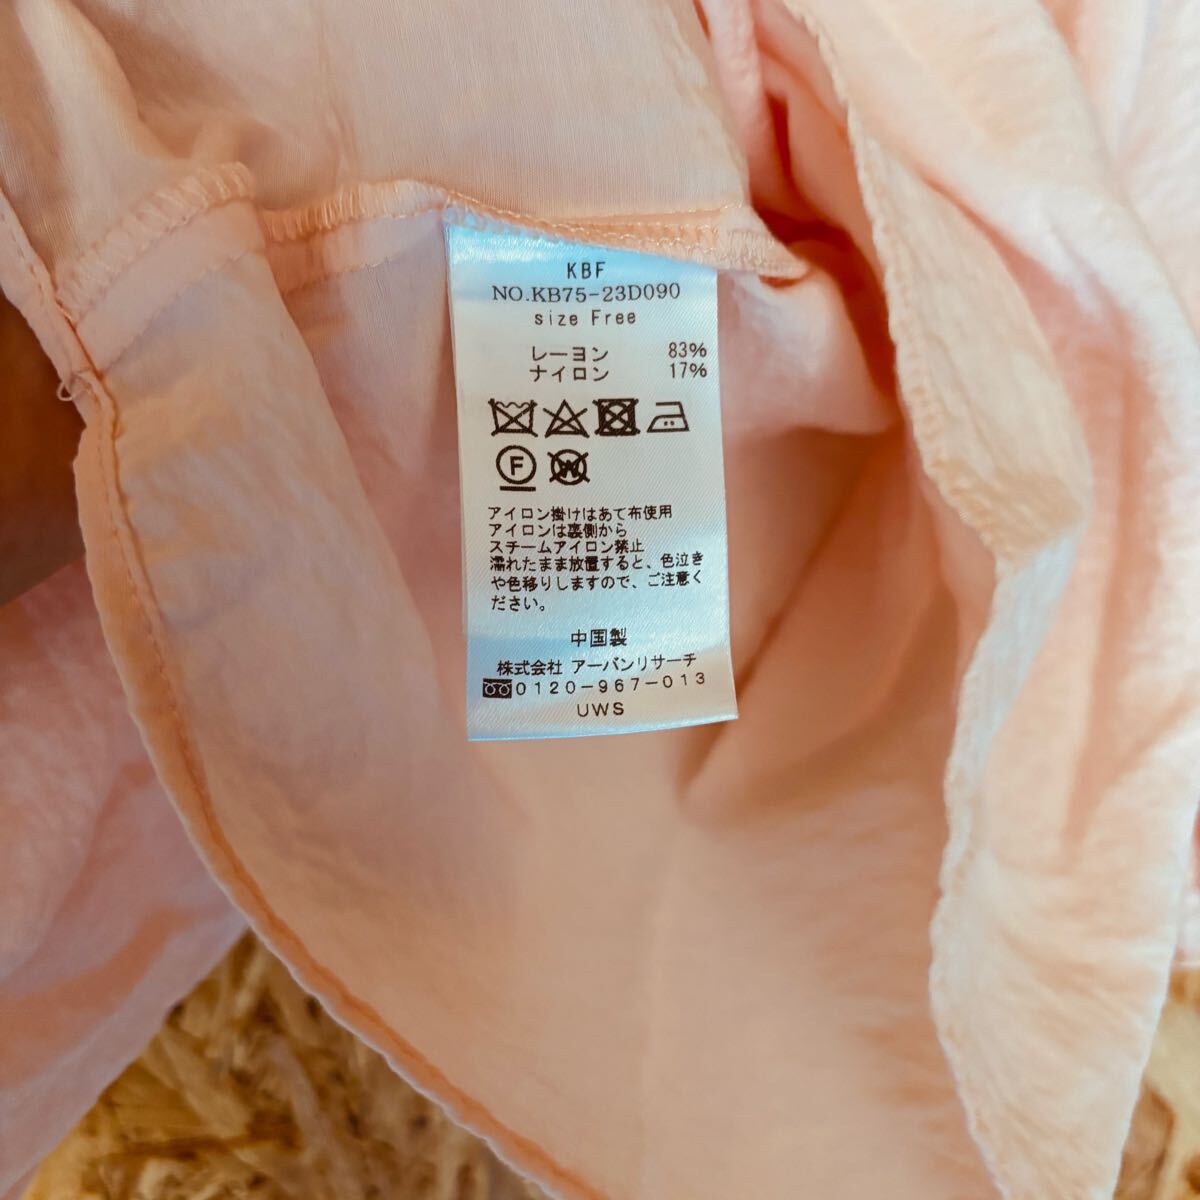 KBF
NO.KB75-23D090
size Free
レーヨン 83%
ナイロン 17%
F W
アイロン掛けはあて布使用
アイロンは裏側から
スチームアイロン禁止
濡れたまま放置すると、色泣き
や色移りしますので、ご注意く
ださい。
中国製
株式会社 アーバンリサーチ
0120-967-013
UWS